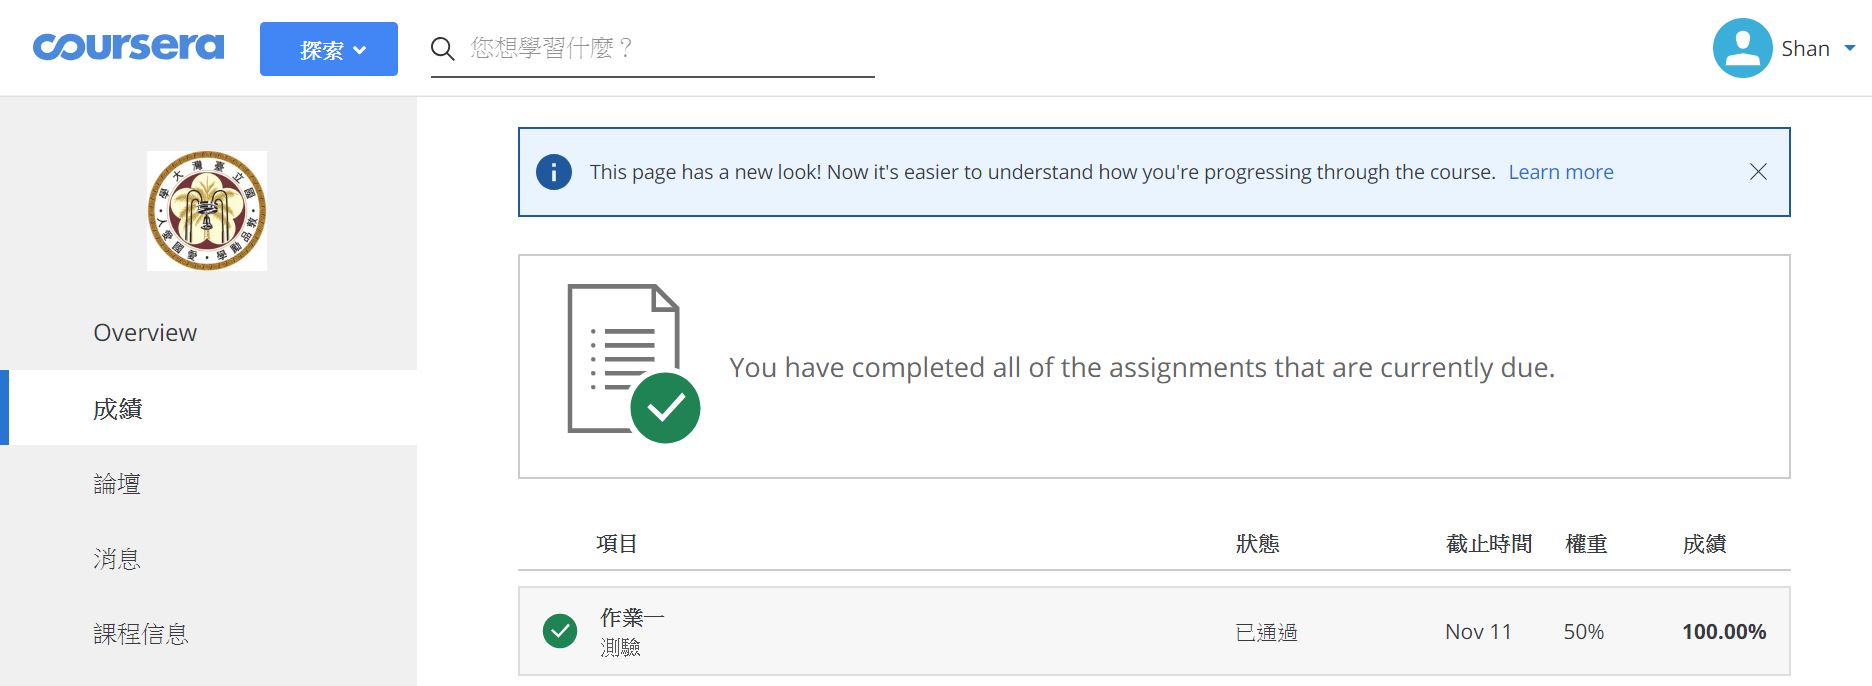 coursera
探索
您想學習什麼？
Shan
國立臺灣大學
敦品勵學・愛國愛人
This page has a new look! Now it's easier to understand how you're progressing through the course. Learn more
Overview
成績
論壇
消息
課程信息
You have completed all of the assignments that are currently due.
項目 狀態 截止時間 權重 成績
作業一
測驗
已通過 Nov 11 50% 100.00%